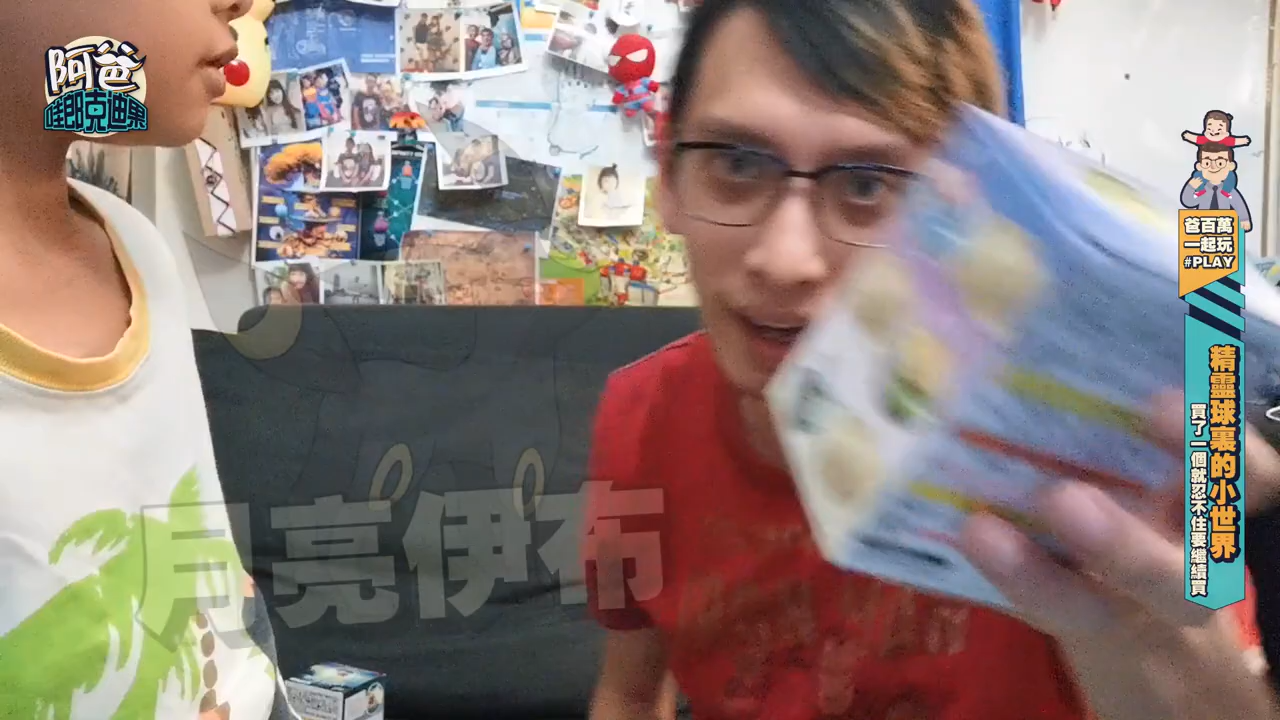 阿爸
哇郎克迪果
爸百萬
一起玩
#PLAY
精靈球裏的小世界
買了一個就忍不住要繼續買
月亮伊布